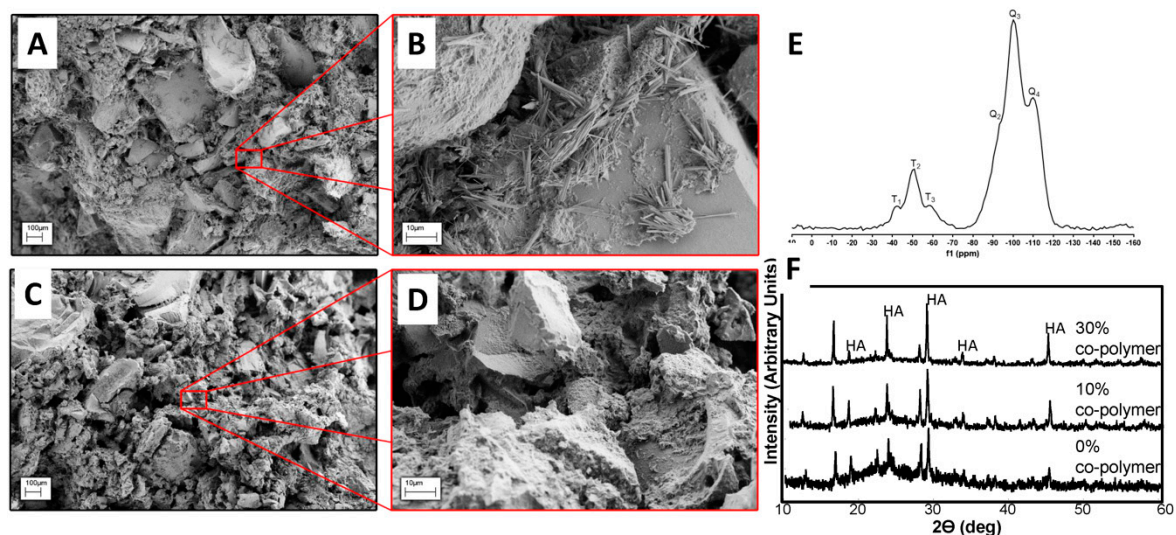 A
100µm
B
10µm
C
100µm
D
10µm
E
T₁
T₂
T₃
Q₂
Q₃
Q₄
10 0 -10 -20 -30 -40 -50 -60 -70 -80 -90 -100 -110 -120 -130 -140 -150 -160
f1 (ppm)
F
Intensity (Arbitrary Units)
HA HA HA HA HA
30%
co-polymer
10%
co-polymer
0%
co-polymer
10 20 30 40 50 60
2Θ (deg)